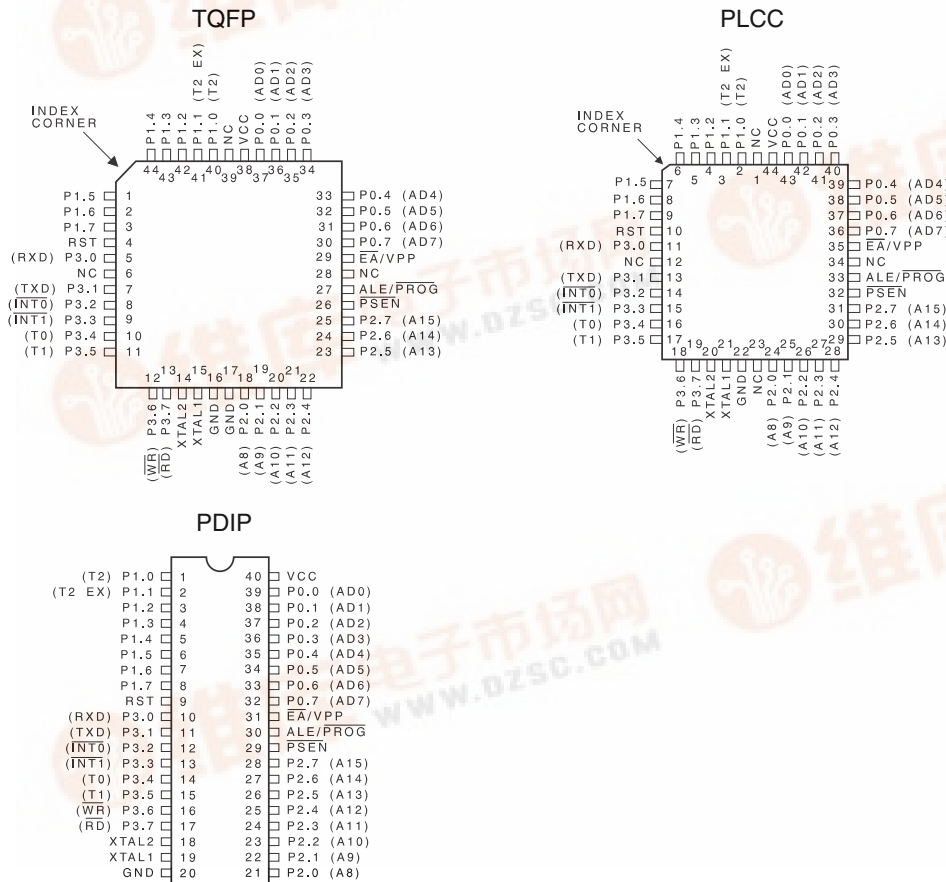 TQFP
INDEX
CORNER
P1.4
P1.3
P1.2
P1.1 (T2 EX)
P1.0 (T2)
NC
VCC
P0.0 (AD0)
P0.1 (AD1)
P0.2 (AD2)
P0.3 (AD3)
44 43 42 41 40 39 38 37 36 35 34
P1.5 1
P1.6 2
P1.7 3
RST 4
(RXD) P3.0 5
NC 6
(TXD) P3.1 7
(INT0) P3.2 8
(INT1) P3.3 9
(T0) P3.4 10
(T1) P3.5 11
33 P0.4 (AD4)
32 P0.5 (AD5)
31 P0.6 (AD6)
30 P0.7 (AD7)
29 EA/VPP
28 NC
27 ALE/PROG
26 PSEN
25 P2.7 (A15)
24 P2.6 (A14)
23 P2.5 (A13)
12 13 14 15 16 17 18 19 20 21 22
(WR) P3.6
(RD) P3.7
XTAL2
XTAL1
GND
GND
(A8) P2.0
(A9) P2.1
(A10) P2.2
(A11) P2.3
(A12) P2.4
PLCC
INDEX
CORNER
P1.4
P1.3
P1.2
P1.1 (T2 EX)
P1.0 (T2)
NC
VCC
P0.0 (AD0)
P0.1 (AD1)
P0.2 (AD2)
P0.3 (AD3)
6 5 4 3 2 1 44 43 42 41 40
P1.5 7
P1.6 8
P1.7 9
RST 10
(RXD) P3.0 11
NC 12
(TXD) P3.1 13
(INT0) P3.2 14
(INT1) P3.3 15
(T0) P3.4 16
(T1) P3.5 17
39 P0.4 (AD4)
38 P0.5 (AD5)
37 P0.6 (AD6)
36 P0.7 (AD7)
35 EA/VPP
34 NC
33 ALE/PROG
32 PSEN
31 P2.7 (A15)
30 P2.6 (A14)
29 P2.5 (A13)
18 19 20 21 22 23 24 25 26 27 28
(WR) P3.6
(RD) P3.7
XTAL2
XTAL1
GND
NC
(A8) P2.0
(A9) P2.1
(A10) P2.2
(A11) P2.3
(A12) P2.4
PDIP
(T2) P1.0 1 40 VCC
(T2 EX) P1.1 2 39 P0.0 (AD0)
P1.2 3 38 P0.1 (AD1)
P1.3 4 37 P0.2 (AD2)
P1.4 5 36 P0.3 (AD3)
P1.5 6 35 P0.4 (AD4)
P1.6 7 34 P0.5 (AD5)
P1.7 8 33 P0.6 (AD6)
RST 9 32 P0.7 (AD7)
(RXD) P3.0 10 31 EA/VPP
(TXD) P3.1 11 30 ALE/PROG
(INT0) P3.2 12 29 PSEN
(INT1) P3.3 13 28 P2.7 (A15)
(T0) P3.4 14 27 P2.6 (A14)
(T1) P3.5 15 26 P2.5 (A13)
(WR) P3.6 16 25 P2.4 (A12)
(RD) P3.7 17 24 P2.3 (A11)
XTAL2 18 23 P2.2 (A10)
XTAL1 19 22 P2.1 (A9)
GND 20 21 P2.0 (A8)
维库电子市场网
WWW.DZSC.COM